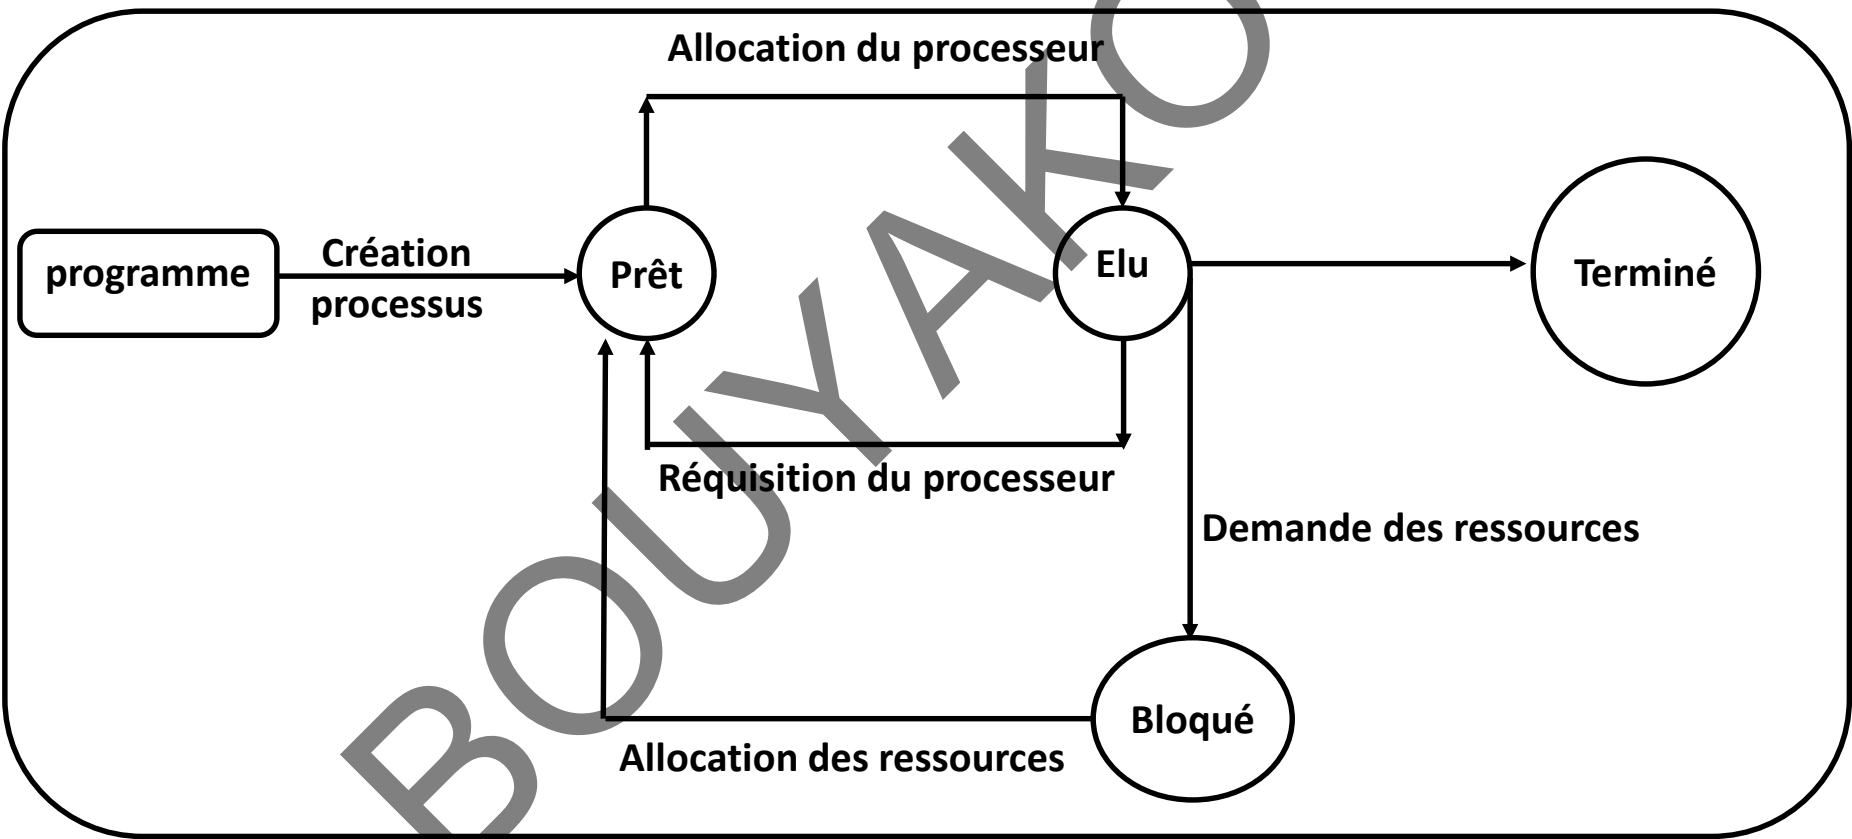 Allocation du processeur
programme
Création
processus
Prêt
Elu
Terminé
Réquisition du processeur
Demande des ressources
Bloqué
Allocation des ressources
BOUYAKO